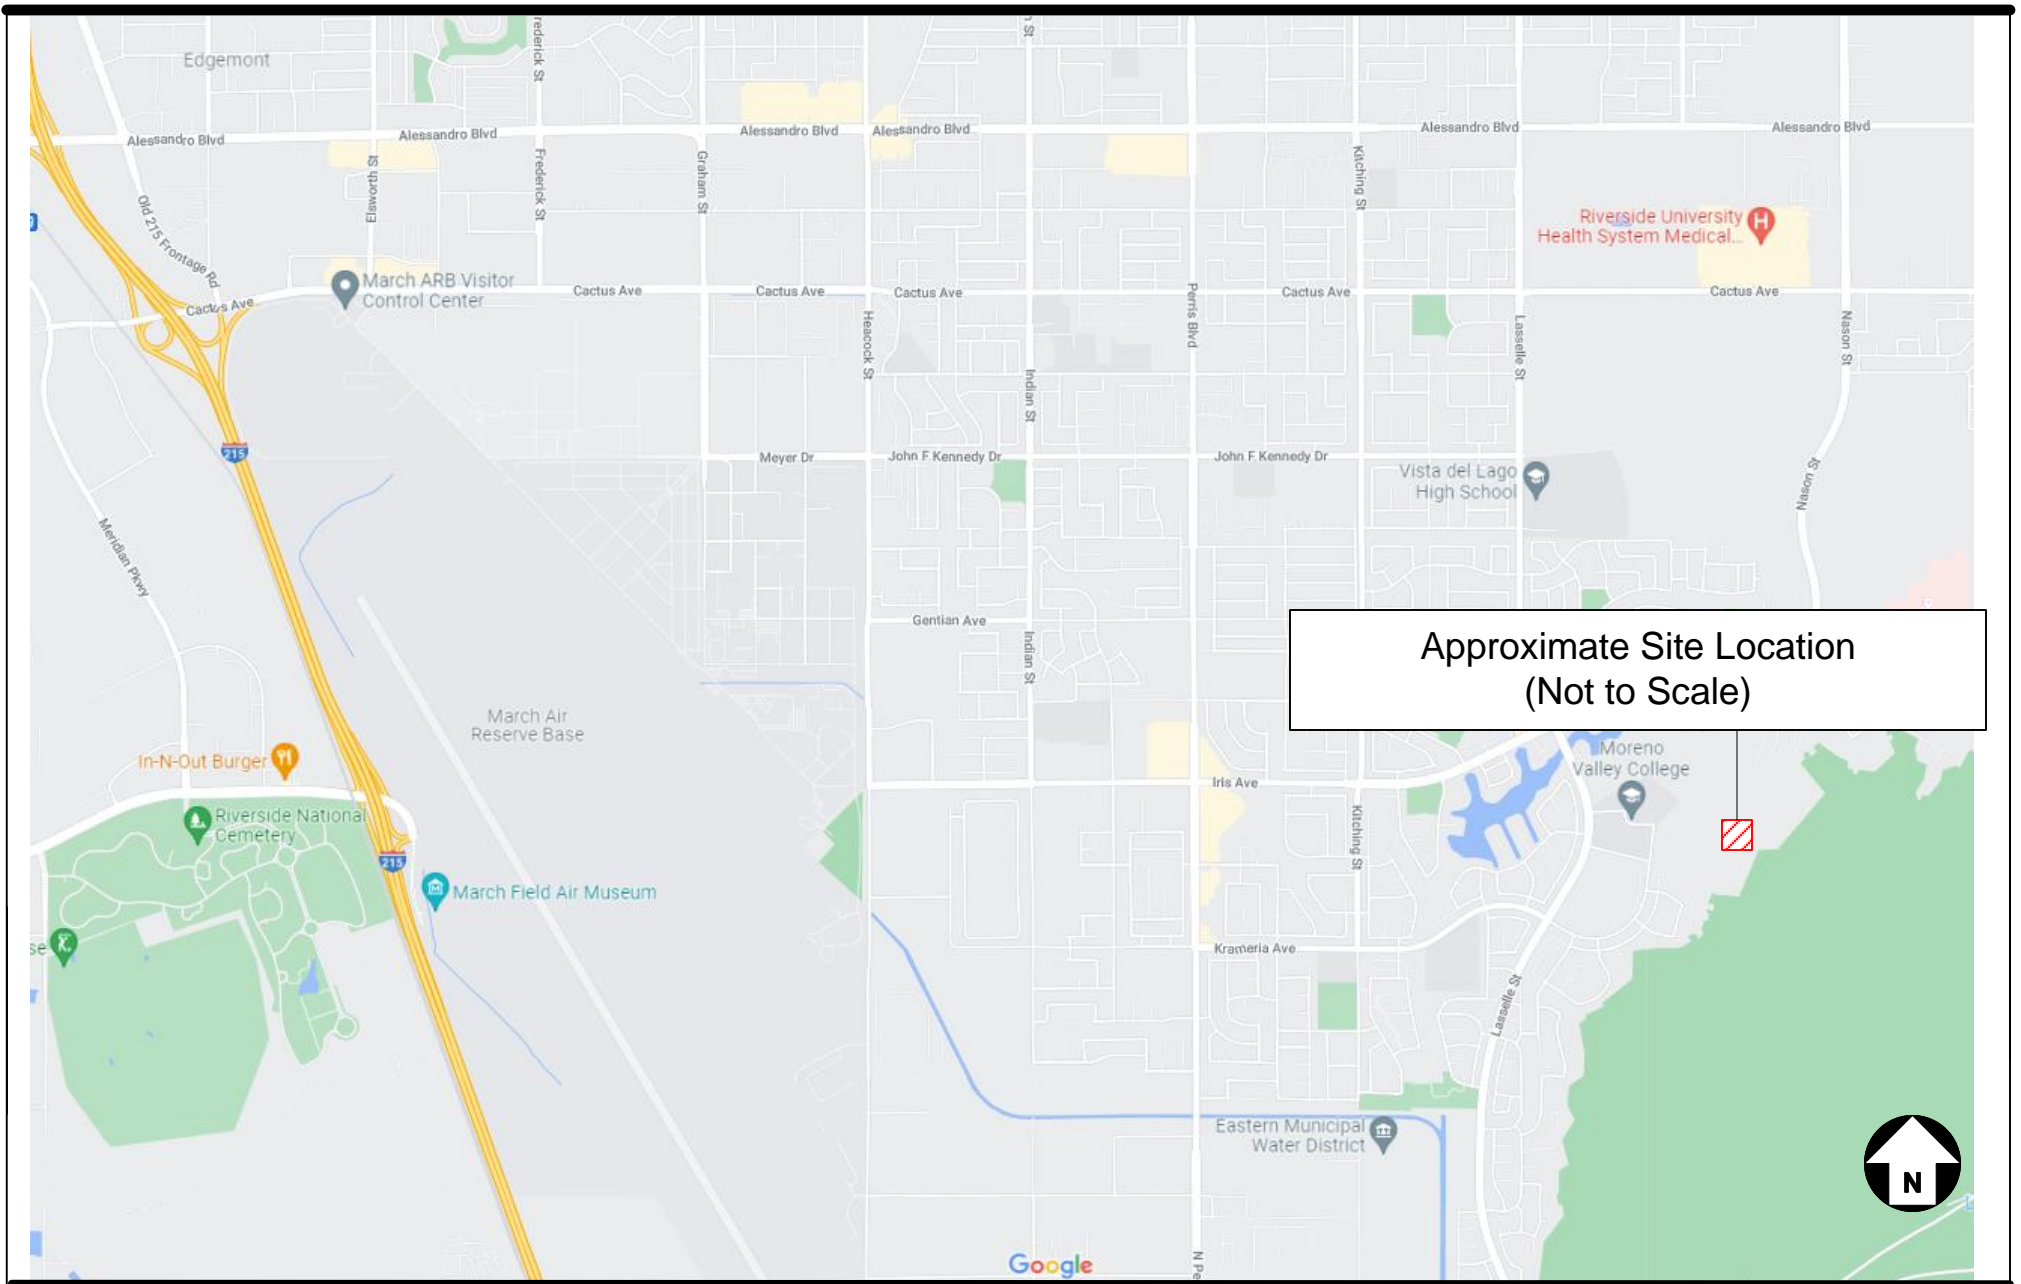 Edgemont
Frederick St
Alessandro Blvd
Alessandro Blvd
Alessandro Blvd
Alessandro Blvd
Alessandro Blvd
Alessandro Blvd
Old 215 Frontage Rd
Elsworth St
Frederick St
Graham St
Kitching St
Riverside University
Health System Medical...
H
March ARB Visitor
Control Center
Cactus Ave
Cactus Ave
Cactus Ave
Cactus Ave
Cactus Ave
Cactus Ave
Heacock St
Indian St
Perris Blvd
Lasselle St
Nason St
215
Meyer Dr
John F Kennedy Dr
John F Kennedy Dr
Vista del Lago
High School
Nason St
Meridian Pkwy
Gentian Ave
Indian St
Approximate Site Location
(Not to Scale)
March Air
Reserve Base
In-N-Out Burger
Moreno
Valley College
Iris Ave
Riverside National
Cemetery
Kitching St
215
March Field Air Museum
se
Krameria Ave
Lasselle St
Eastern Municipal
Water District
N
Google
N Pe